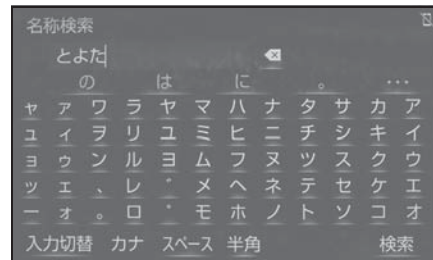 名称検索
とよた
の は に 。 …
ャ ァ ワ ラ ヤ マ ハ ナ タ サ カ ア
ュ ィ ヲ リ ユ ミ ヒ ニ チ シ キ イ
ョ ゥ ン ル ヨ ム フ ヌ ツ ス ク ウ
ッ ェ 、 レ ゛ メ ヘ ネ テ セ ケ エ
ー ォ 。 ロ ゜ モ ホ ノ ト ソ コ オ
入力切替 カナ スペース 半角 検索